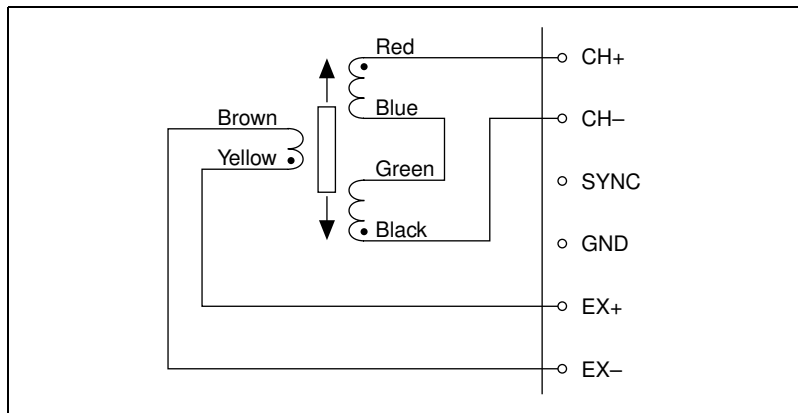 Red
CH+
Blue
CH–
Brown
Yellow
Green
SYNC
Black
GND
EX+
EX–